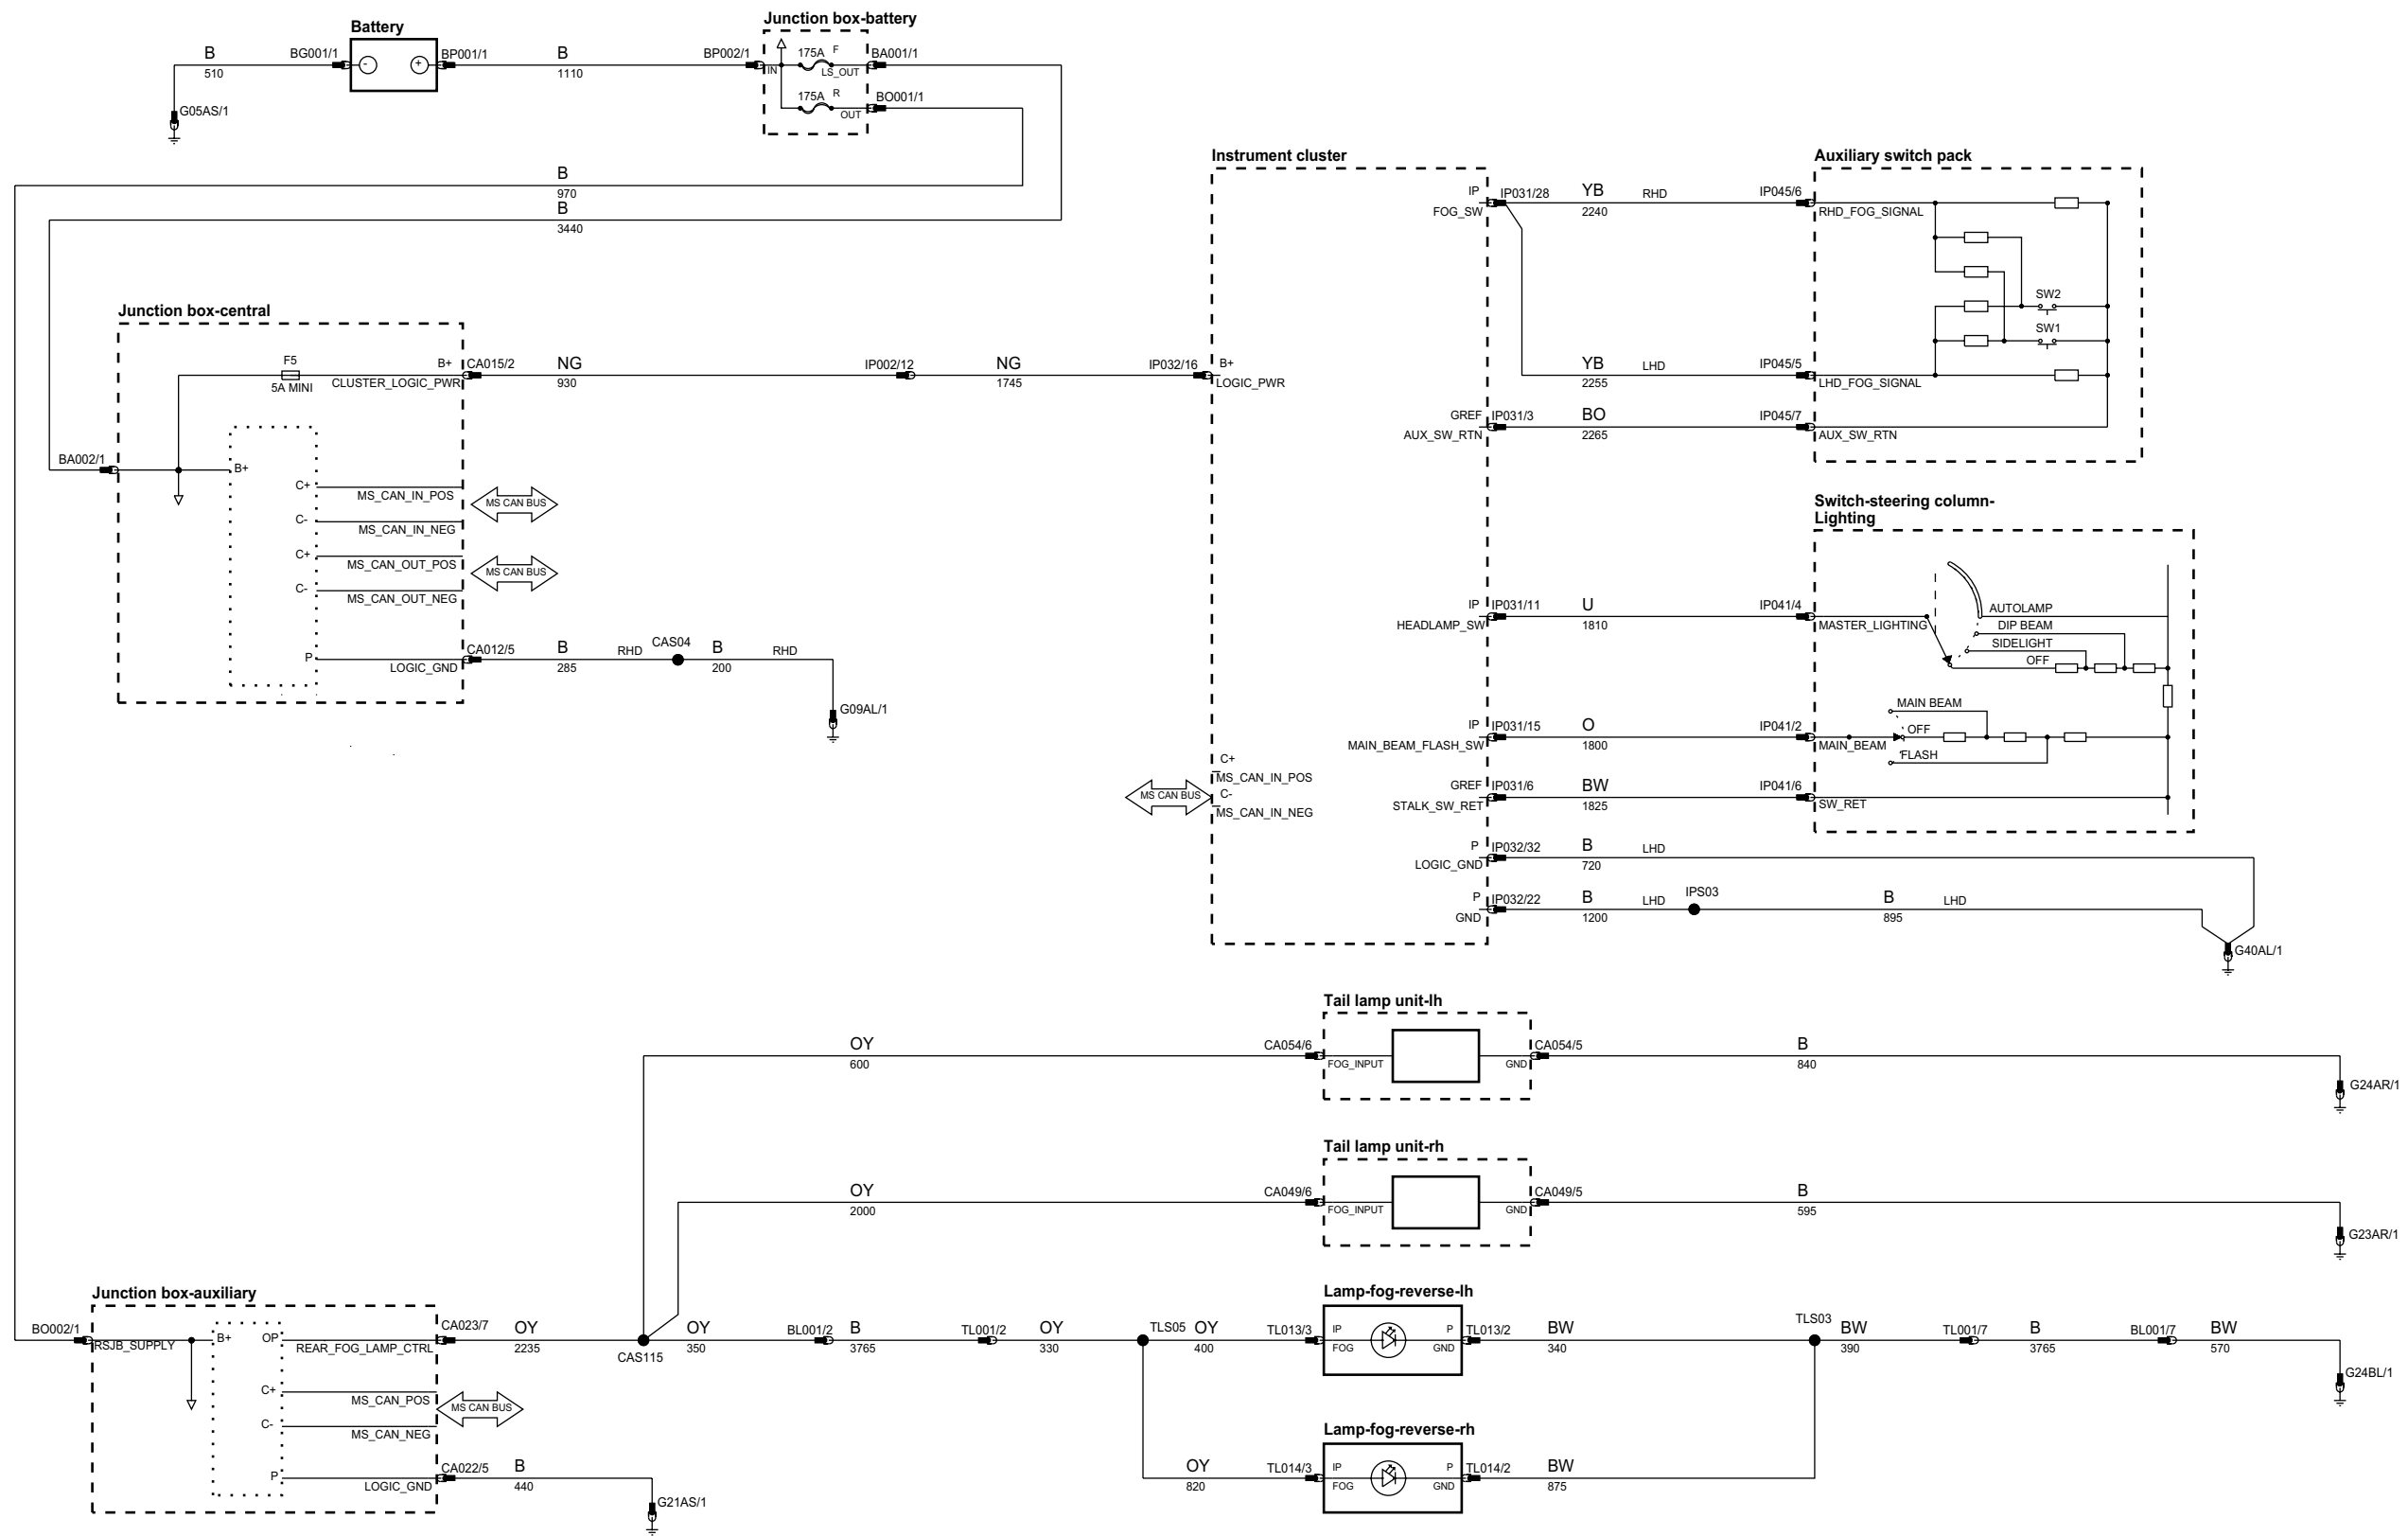 Battery
Junction box-battery
B
510
BG001/1
-
+
BP001/1
B
1110
BP002/1
IN
175A F
LS_OUT
BA001/1
175A R
OUT
BO001/1
G05AS/1
B
970
B
3440
Junction box-central
F5
5A MINI
B+
CLUSTER_LOGIC_PWR
CA015/2
NG
930
IP002/12
NG
1745
IP032/16
BA002/1
B+
C+
MS_CAN_IN_POS
C-
MS_CAN_IN_NEG
MS CAN BUS
C+
MS_CAN_OUT_POS
C-
MS_CAN_OUT_NEG
MS CAN BUS
P
LOGIC_GND
CA012/5
B
285
RHD
CAS04
B
200
RHD
G09AL/1
Instrument cluster
B+
LOGIC_PWR
IP
FOG_SW
IP031/28
YB
2240
RHD
IP045/6
YB
2255
LHD
IP045/5
GREF
AUX_SW_RTN
IP031/3
BO
2265
IP045/7
Auxiliary switch pack
RHD_FOG_SIGNAL
SW2
SW1
LHD_FOG_SIGNAL
AUX_SW_RTN
IP
HEADLAMP_SW
IP031/11
U
1810
IP041/4
Switch-steering column-
Lighting
MASTER_LIGHTING
AUTOLAMP
DIP BEAM
SIDELIGHT
OFF
IP
MAIN_BEAM_FLASH_SW
IP031/15
O
1800
IP041/2
MAIN_BEAM
MAIN BEAM
OFF
FLASH
C+
MS_CAN_IN_POS
C-
MS_CAN_IN_NEG
MS CAN BUS
GREF
STALK_SW_RET
IP031/6
BW
1825
IP041/6
SW_RET
P
LOGIC_GND
IP032/32
B
720
LHD
P
GND
IP032/22
B
1200
LHD
IPS03
B
895
LHD
G40AL/1
Tail lamp unit-lh
OY
600
CA054/6
FOG_INPUT
GND
CA054/5
B
840
G24AR/1
Tail lamp unit-rh
OY
2000
CA049/6
FOG_INPUT
GND
CA049/5
B
595
G23AR/1
Junction box-auxiliary
BO002/1
RSJB_SUPPLY
B+
OP
REAR_FOG_LAMP_CTRL
CA023/7
OY
2235
CAS115
OY
350
BL001/2
B
3765
TL001/2
OY
330
TLS05
OY
400
TL013/3
Lamp-fog-reverse-lh
IP
FOG
P
GND
TL013/2
BW
340
TLS03
BW
390
TL001/7
B
3765
BL001/7
BW
570
G24BL/1
C+
MS_CAN_POS
C-
MS_CAN_NEG
MS CAN BUS
P
LOGIC_GND
CA022/5
B
440
G21AS/1
Lamp-fog-reverse-rh
OY
820
TL014/3
IP
FOG
P
GND
TL014/2
BW
875